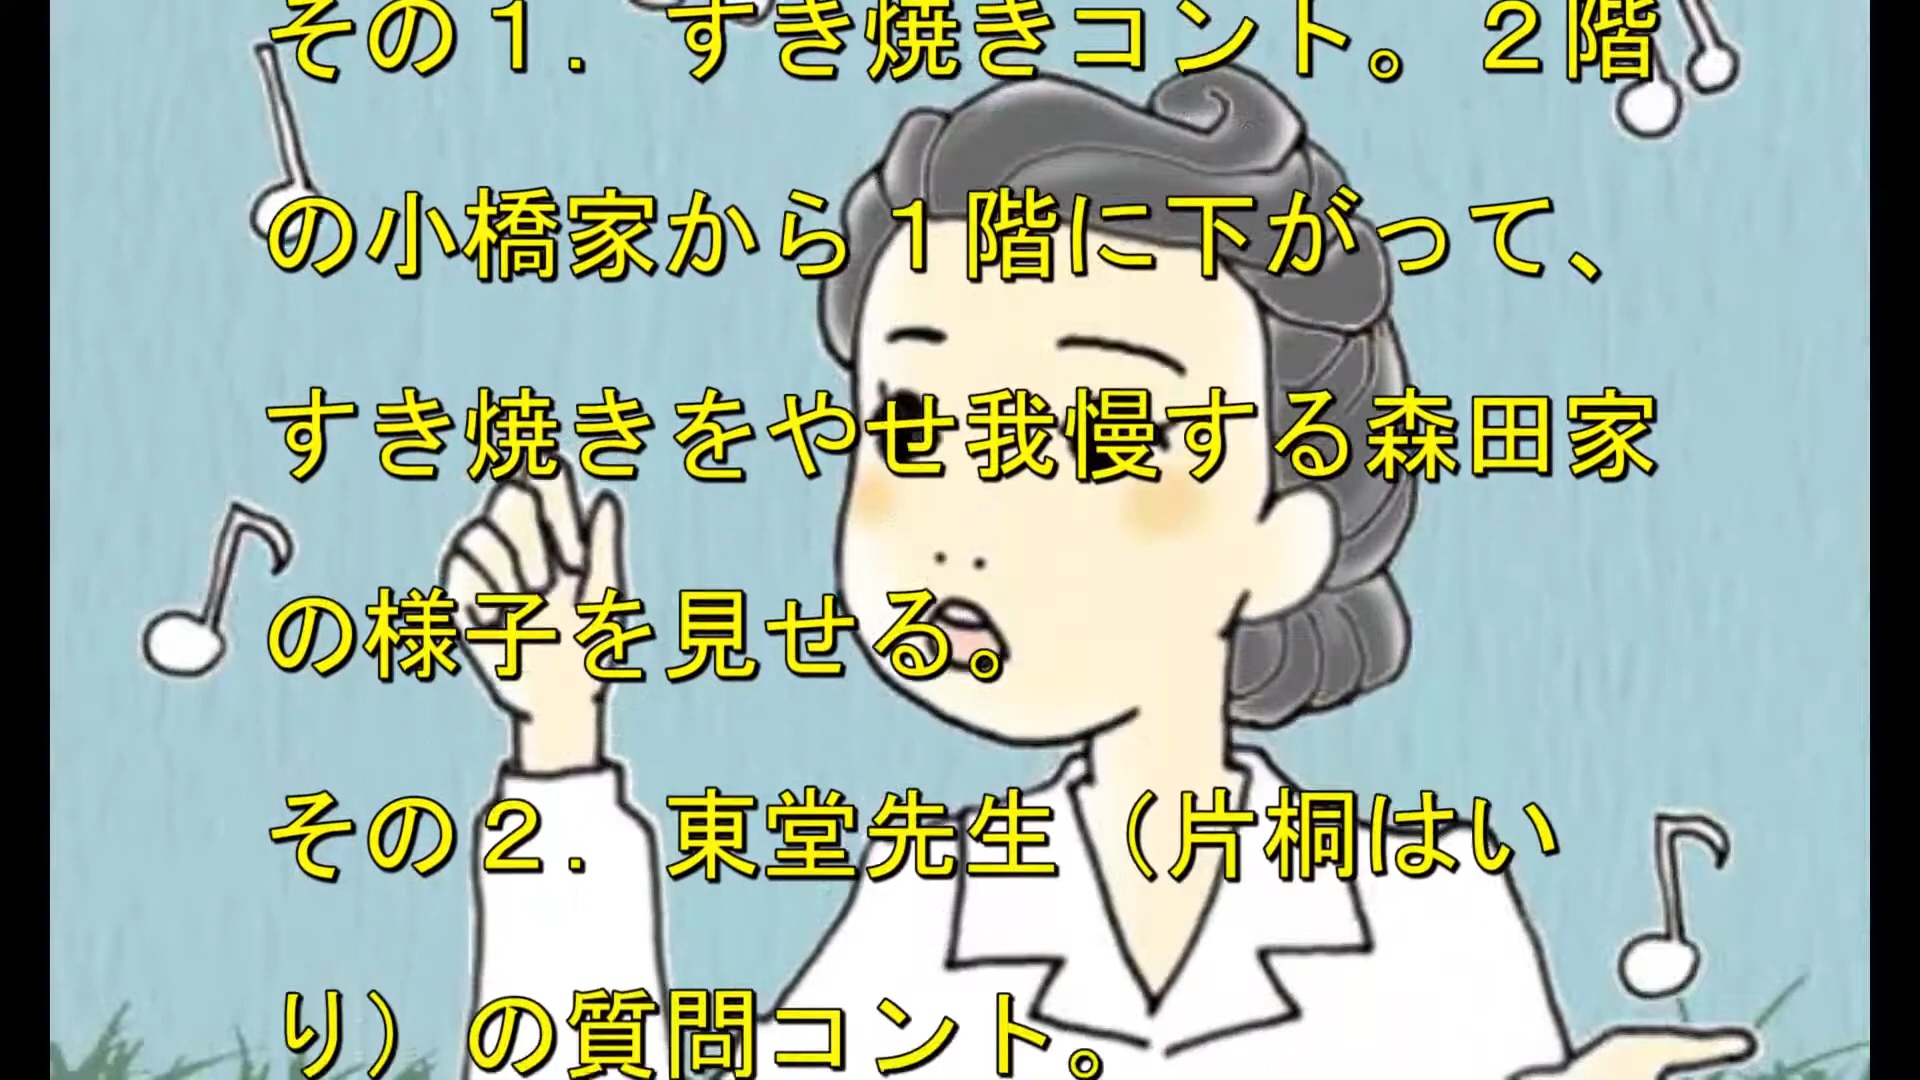 その１．すき焼きコント。２階
の小橋家から１階に下がって、
すき焼きをやせ我慢する森田家
の様子を見せる。
その２．東堂先生（片桐はい
り）の質問コント。